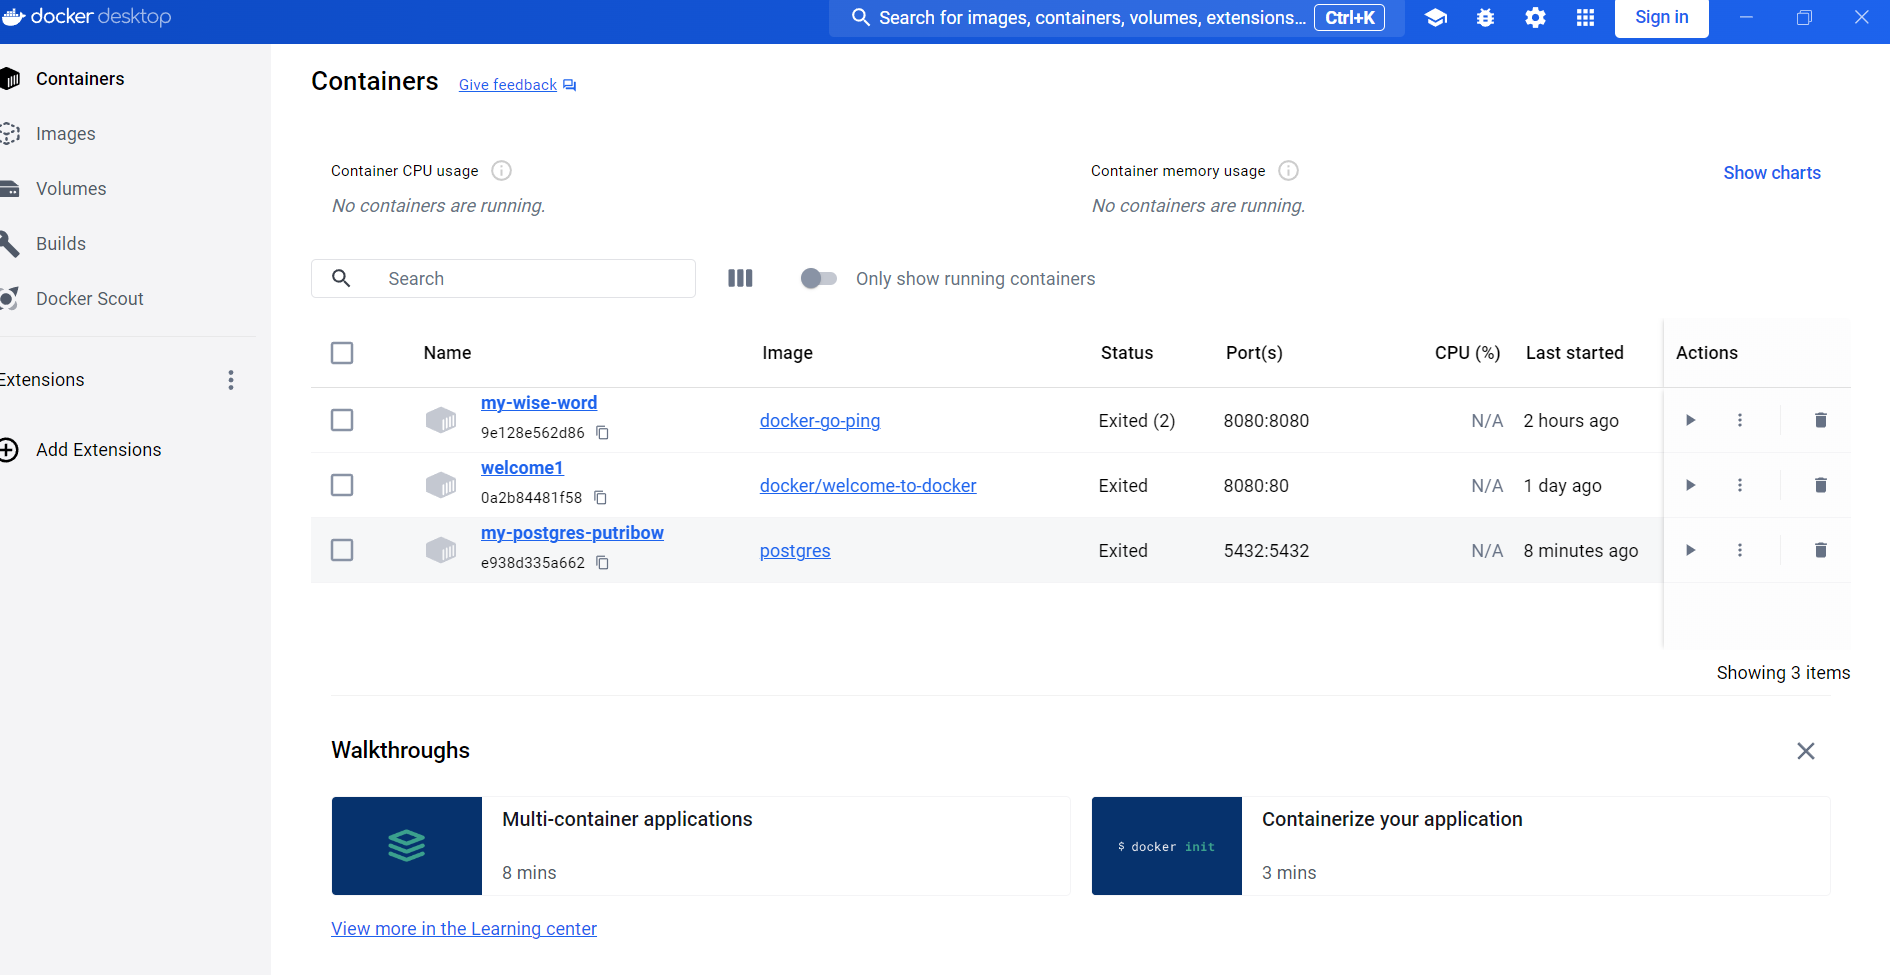 docker desktop
Search for images, containers, volumes, extensions... Ctrl+K
Sign in
Containers
Images
Volumes
Builds
Docker Scout
Extensions
Add Extensions
Containers Give feedback
Container CPU usage
No containers are running.
Container memory usage
No containers are running.
Show charts
Search
Only show running containers
Name Image Status Port(s) CPU (%) Last started Actions
my-wise-word
9e128e562d86
docker-go-ping Exited (2) 8080:8080 N/A 2 hours ago
welcome1
0a2b84481f58
docker/welcome-to-docker Exited 8080:80 N/A 1 day ago
my-postgres-putribow
e938d335a662
postgres Exited 5432:5432 N/A 8 minutes ago
Showing 3 items
Walkthroughs
Multi-container applications
8 mins
$ docker init
Containerize your application
3 mins
View more in the Learning center